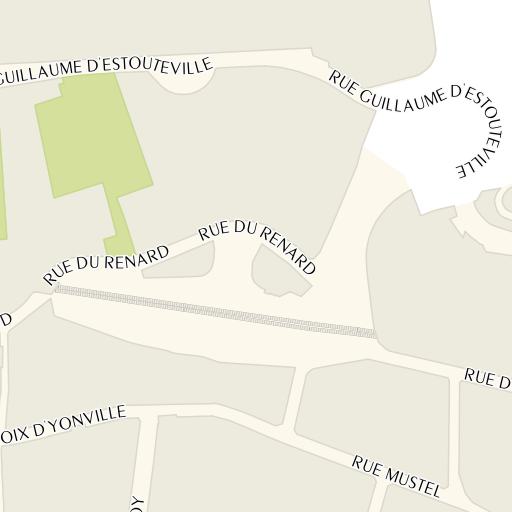 GUILLAUME D'ESTOUTEVILLE
RUE GUILLAUME D'ESTOUTEVILLE
RUE DU RENARD
RUE DU RENARD
D
RUE D
OIX D'YONVILLE
RUE MUSTEL
OY